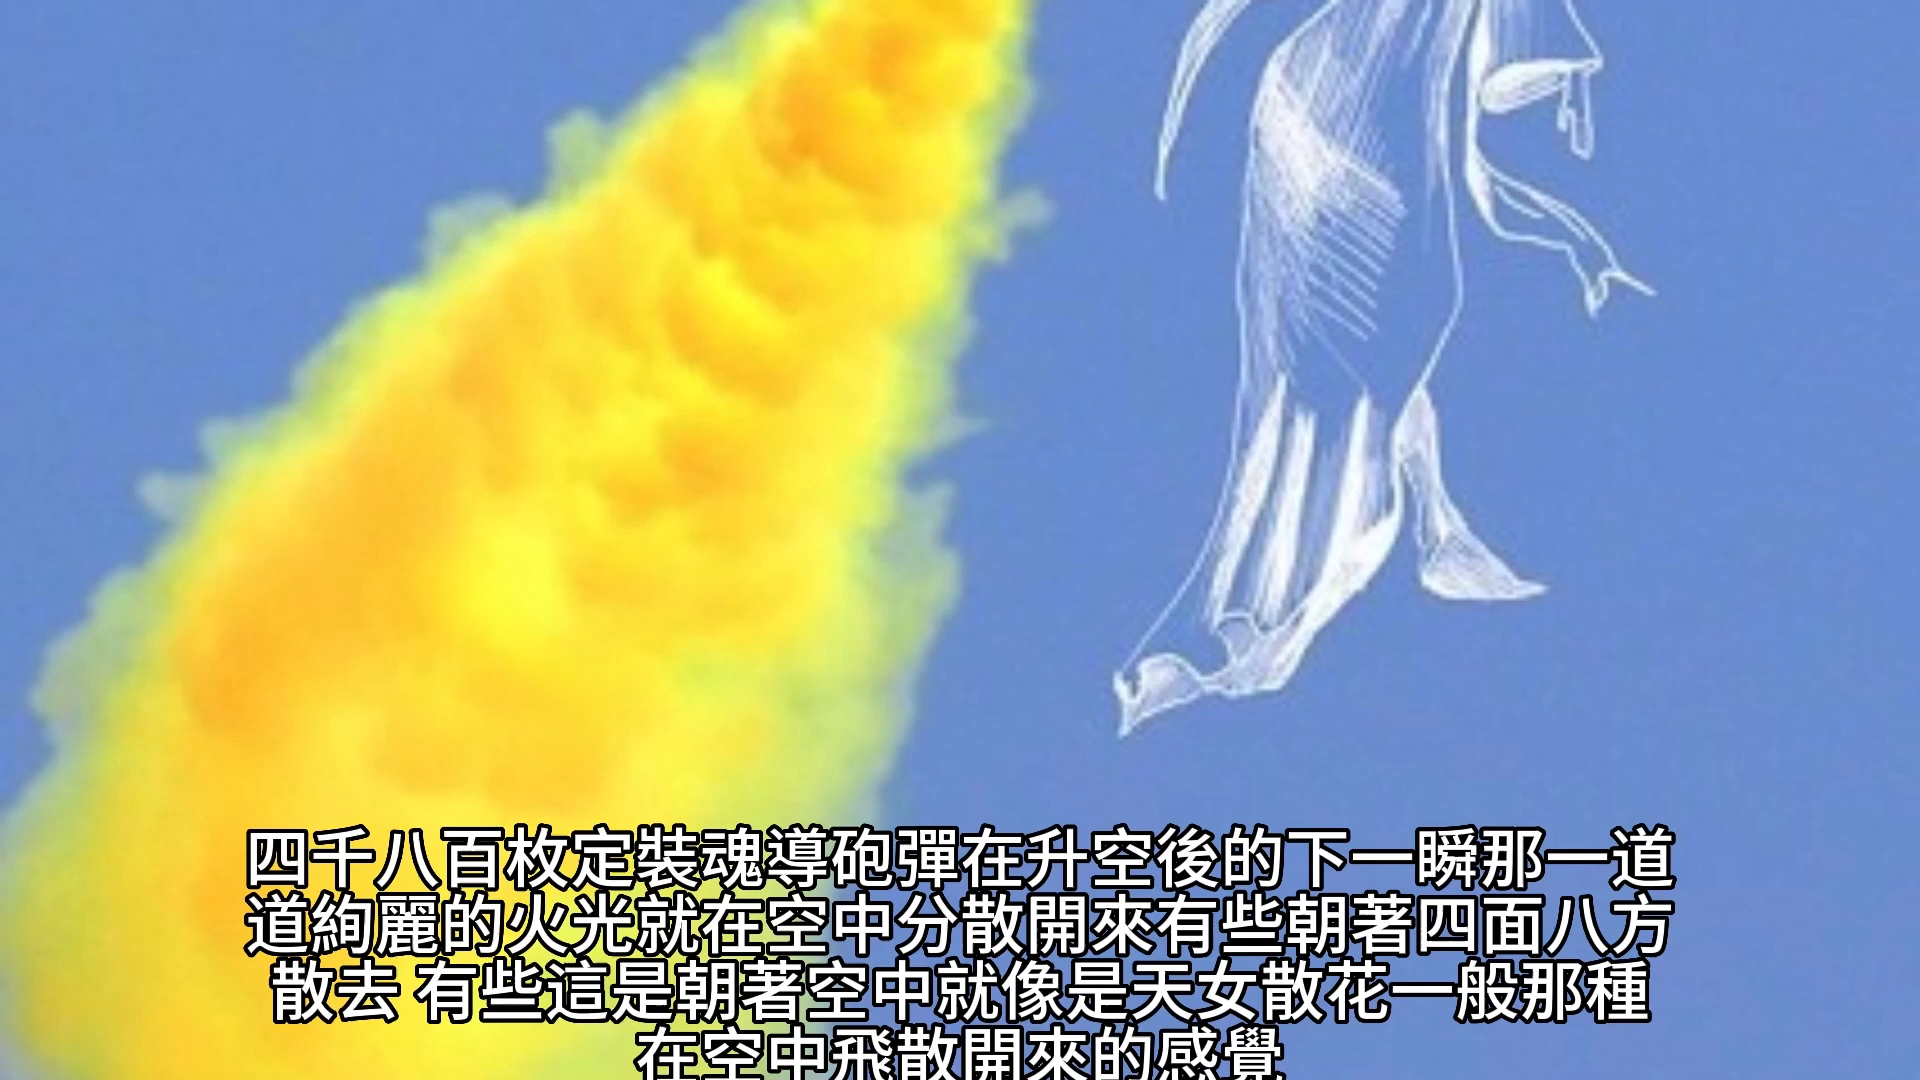 四千八百枚定裝魂導砲彈在升空後的下一瞬那一道
道絢麗的火光就在空中分散開來有些朝著四面八方
散去 有些這是朝著空中就像是天女散花一般那種
在空中飛散開來的感覺